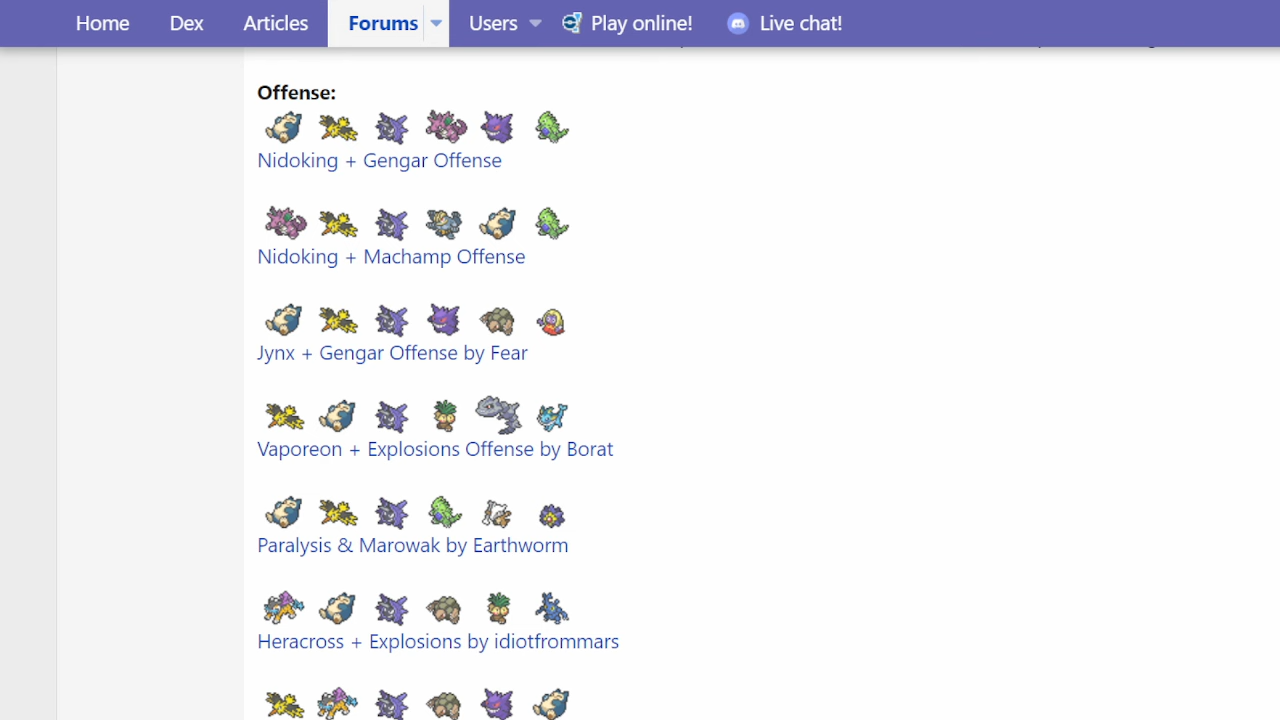 Home Dex Articles Forums Users Play online! Live chat!
Offense:
Nidoking + Gengar Offense
Nidoking + Machamp Offense
Jynx + Gengar Offense by Fear
Vaporeon + Explosions Offense by Borat
Paralysis & Marowak by Earthworm
Heracross + Explosions by idiotfrommars